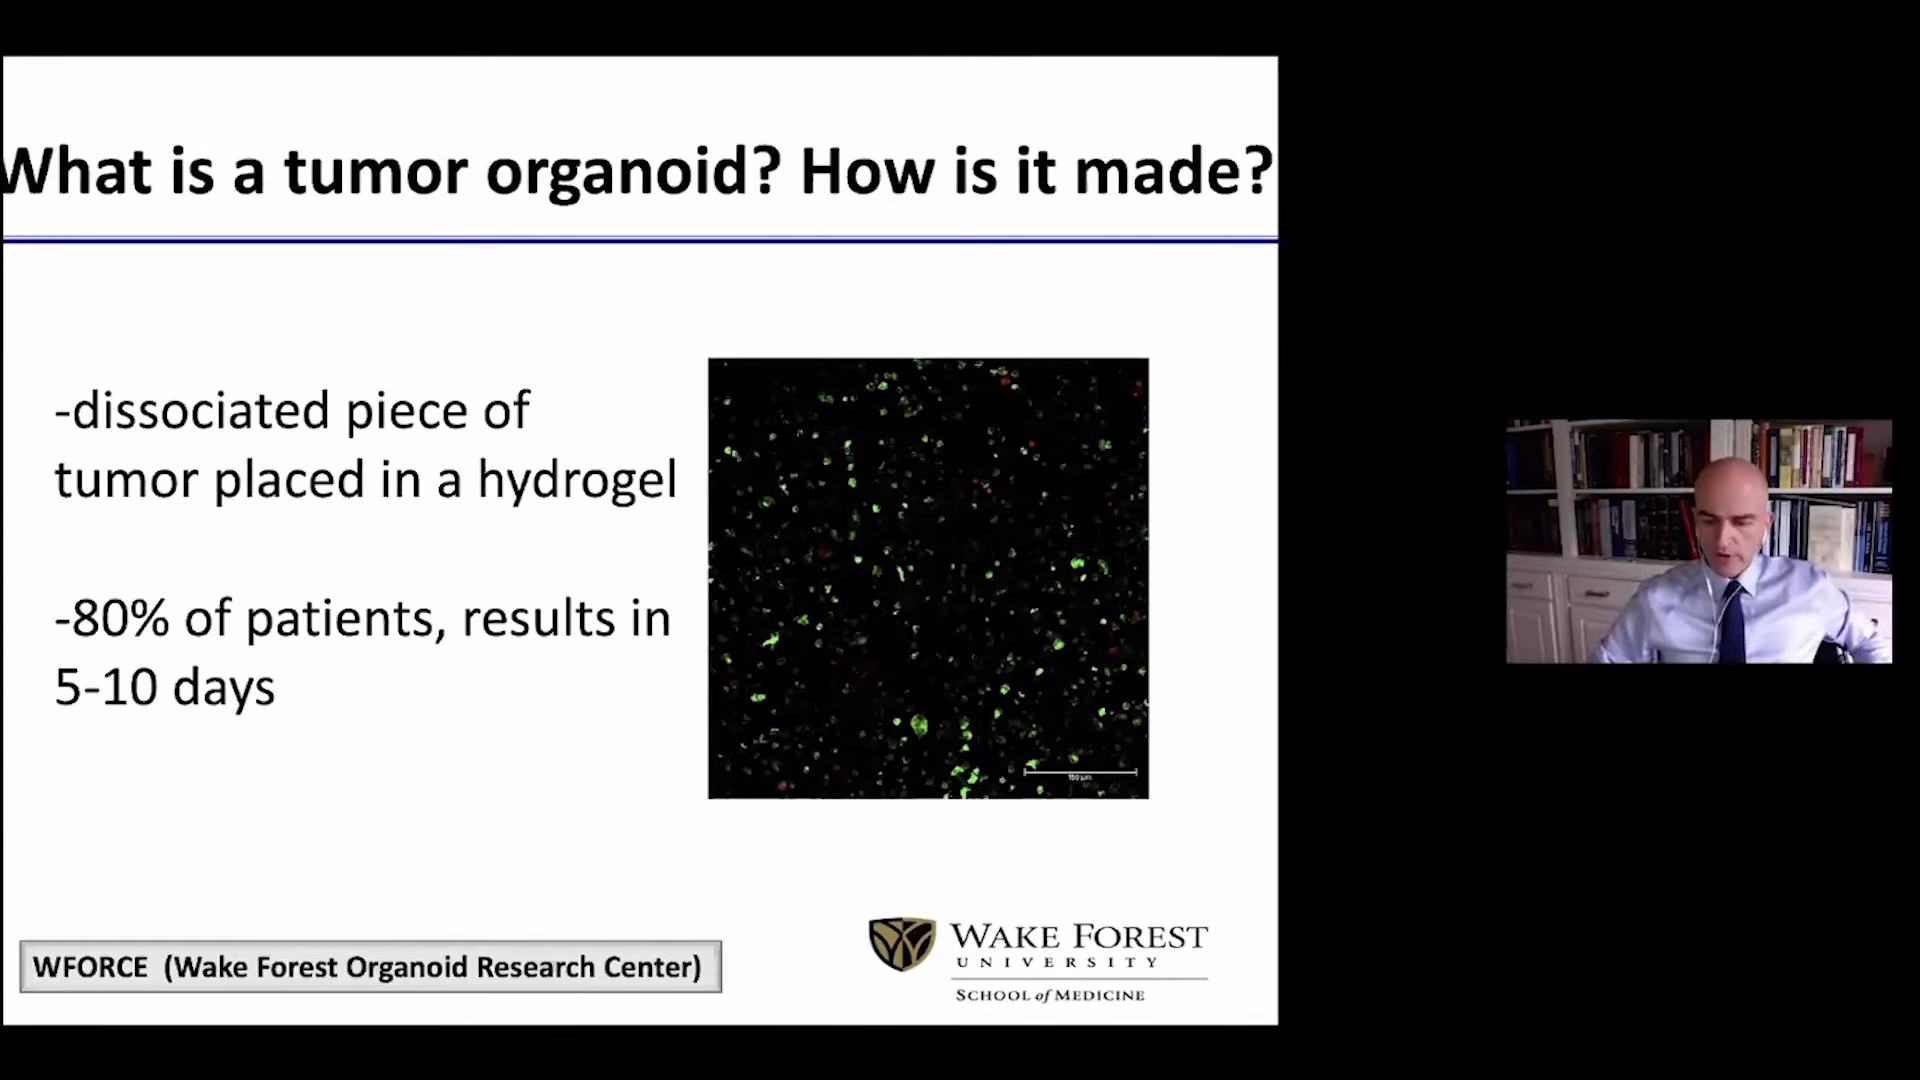 What is a tumor organoid? How is it made?
-dissociated piece of
tumor placed in a hydrogel
-80% of patients, results in
5-10 days
WFORCE (Wake Forest Organoid Research Center)
WAKE FOREST
UNIVERSITY
SCHOOL of MEDICINE